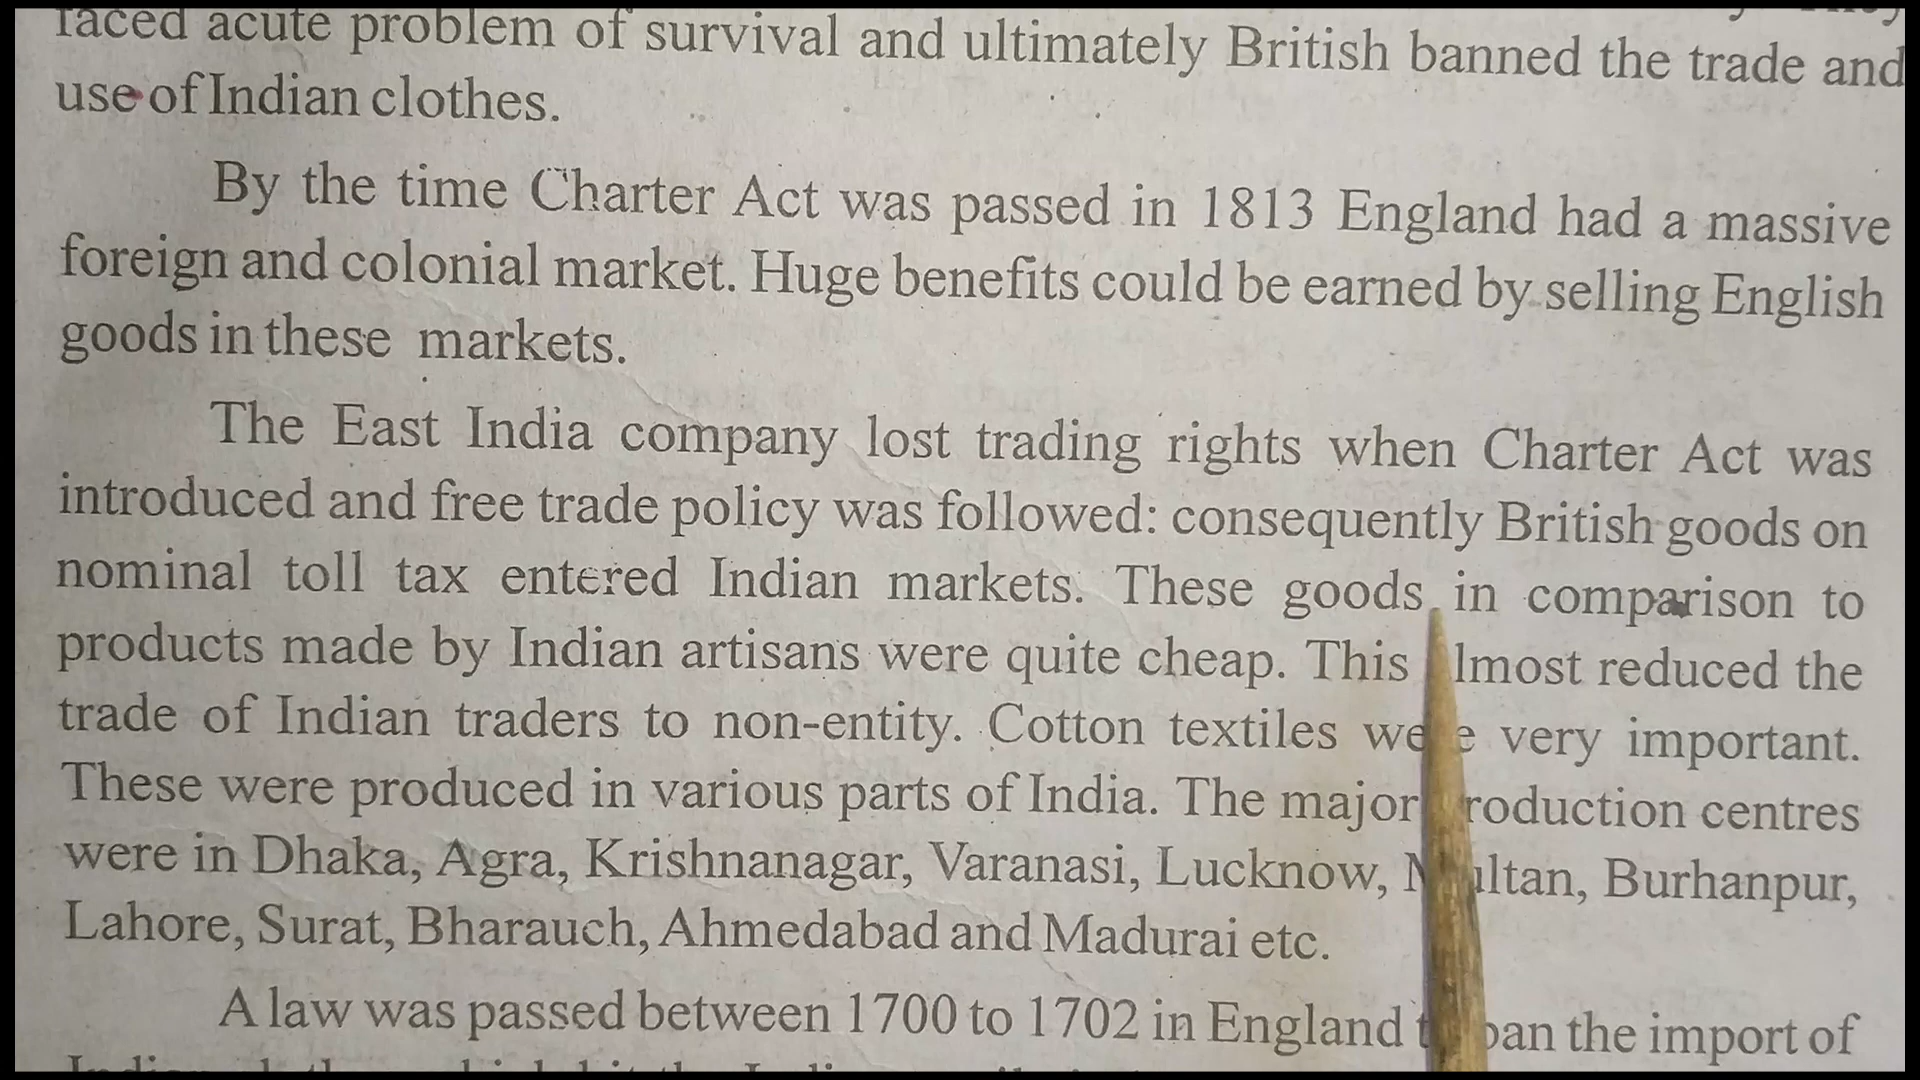 faced acute problem of survival and ultimately British banned the trade and
use of Indian clothes.
By the time Charter Act was passed in 1813 England had a massive
foreign and colonial market. Huge benefits could be earned by selling English
goods in these markets.
The East India company lost trading rights when Charter Act was
introduced and free trade policy was followed: consequently British goods on
nominal toll tax entered Indian markets. These goods in comparison to
products made by Indian artisans were quite cheap. This almost reduced the
trade of Indian traders to non-entity. Cotton textiles were very important.
These were produced in various parts of India. The major production centres
were in Dhaka, Agra, Krishnanagar, Varanasi, Lucknow, Multan, Burhanpur,
Lahore, Surat, Bharauch, Ahmedabad and Madurai etc.
A law was passed between 1700 to 1702 in England to ban the import of